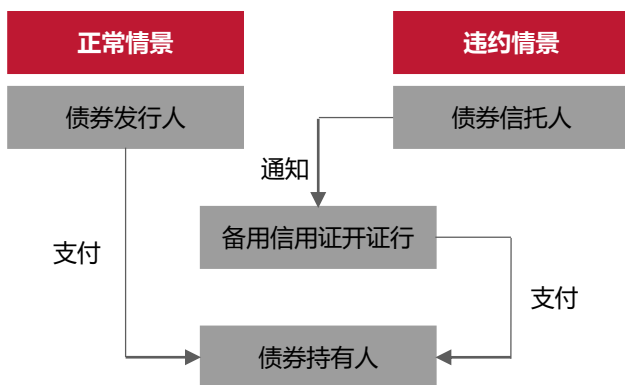 正常情景
违约情景
债券发行人
债券信托人
通知
备用信用证开证行
支付
支付
债券持有人